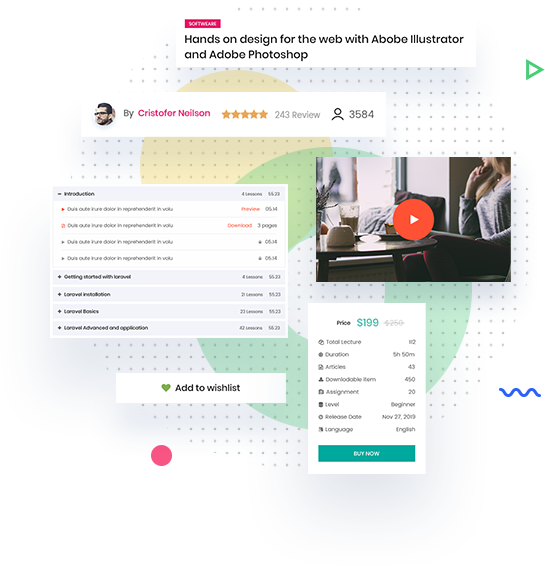 SOFTWEARE
Hands on design for the web with Abobe Illustrator
and Adobe Photoshop
By Cristofer Neilson 243 Review 3584
Introduction 4 Lessons 55:23
Duis aute irure dolor in reprehenderit in volu Preview 05:14
Duis aute irure dolor in reprehenderit in volu Download 3 pages
Duis aute irure dolor in reprehenderit in volu 05:14
Duis aute irure dolor in reprehenderit in volu 05:14
Getting started with laravel 4 Lessons 55:23
Laravel installation 21 Lessons 55:23
Laravel Basics 23 Lessons 55:23
Laravel Advanced and application 42 Lessons 56:23
Add to wishlist
Price $199 $250
Total Lecture 112
Duration 5h 50m
Articles 43
Downloadable Item 450
Assignment 20
Level Beginner
Release Date Nov 27, 2019
Language English
BUY NOW